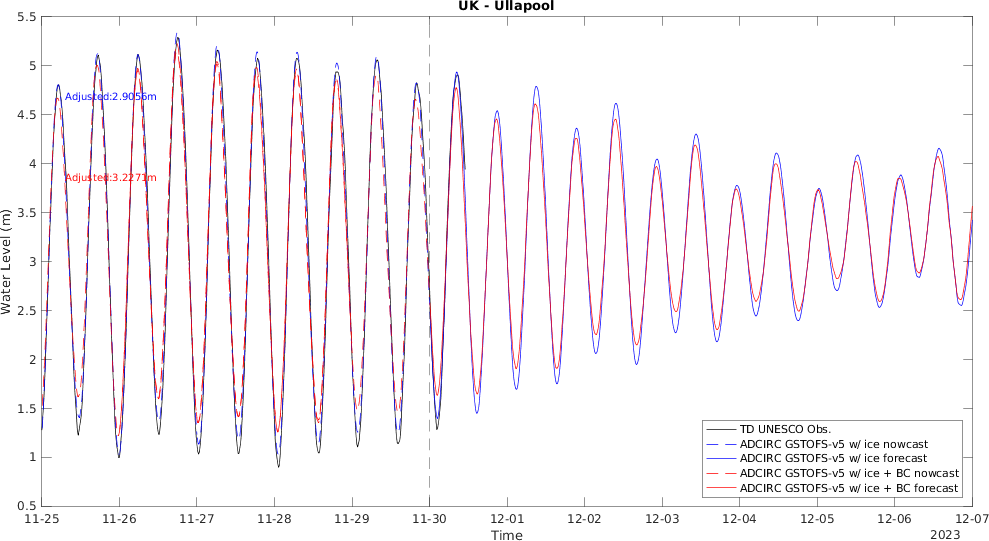 UK - Ullapool
5.5
5
4.5
4
3.5
3
2.5
2
1.5
1
0.5
Water Level (m)
Adjusted:2.9056m
Adjusted:3.2271m
TD UNESCO Obs.
ADCIRC GSTOFS-v5 w/ ice nowcast
ADCIRC GSTOFS-v5 w/ ice forecast
ADCIRC GSTOFS-v5 w/ ice + BC nowcast
ADCIRC GSTOFS-v5 w/ ice + BC forecast
11-25 11-26 11-27 11-28 11-29 11-30 12-01 12-02 12-03 12-04 12-05 12-06 12-07
Time
2023